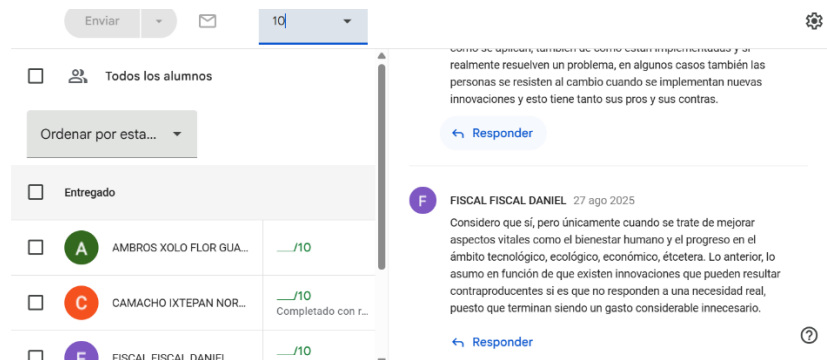 Enviar
10
Todos los alumnos
Ordenar por esta...
Entregado
A
AMBROS XOLO FLOR GUA...
__/10
C
CAMACHO IXTEPAN NOR...
__/10
Completado con r...
F
FISCAL FISCAL DANIEL
__/10
como se aplican, también de cómo están implementadas y si
realmente resuelven un problema, en algunos casos también las
personas se resisten al cambio cuando se implementan nuevas
innovaciones y esto tiene tanto sus pros y sus contras.
Responder
F
FISCAL FISCAL DANIEL 27 ago 2025
Considero que sí, pero únicamente cuando se trata de mejorar
aspectos vitales como el bienestar humano y el progreso en el
ámbito tecnológico, ecológico, económico, étcetera. Lo anterior, lo
asumo en función de que existen innovaciones que pueden resultar
contraproducentes si es que no responden a una necesidad real,
puesto que terminan siendo un gasto considerable innecesario.
Responder